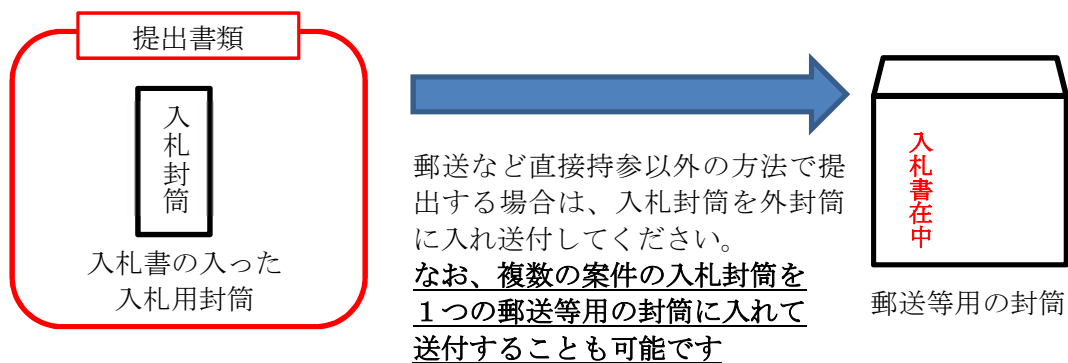 提出書類
入札封筒
入札書の入った
入札用封筒
郵送など直接持参以外の方法で提
出する場合は、入札封筒を外封筒
に入れ送付してください。
なお、複数の案件の入札封筒を
１つの郵送等用の封筒に入れて
送付することも可能です
入札書在中
郵送等用の封筒